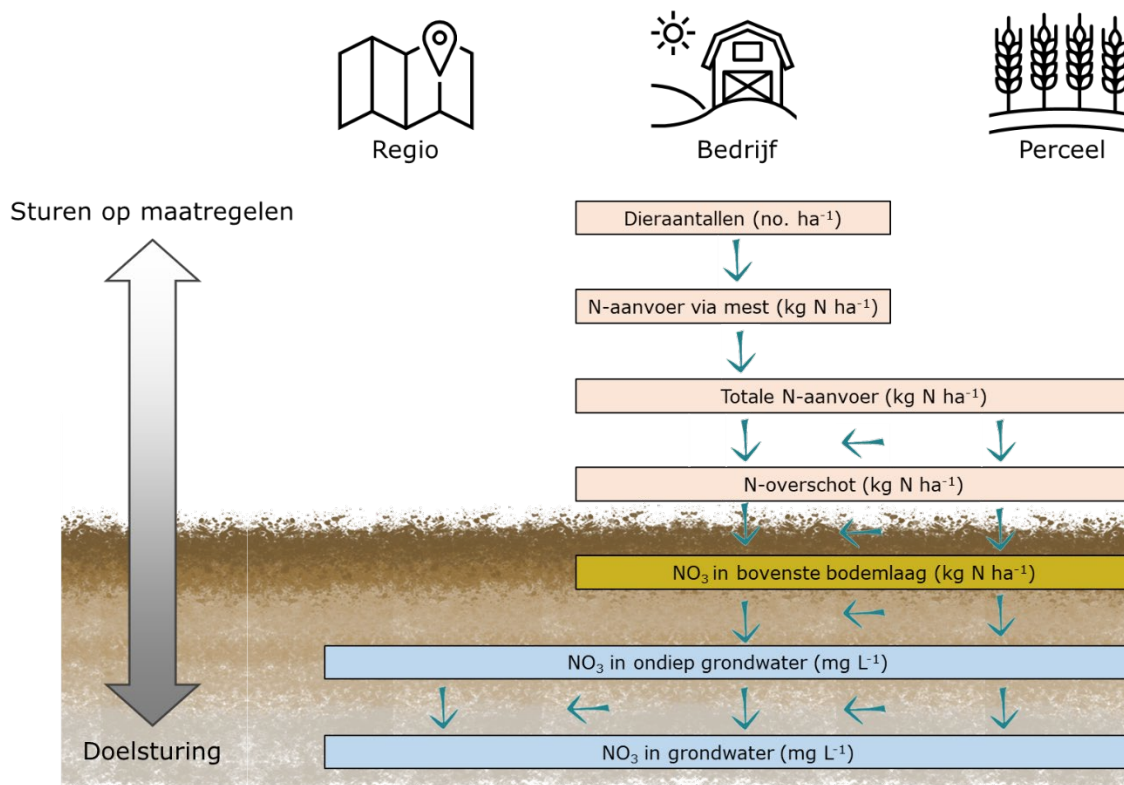 Regio
Bedrijf
Perceel
Sturen op maatregelen
Dieraantallen (no. ha⁻¹)
N-aanvoer via mest (kg N ha⁻¹)
Totale N-aanvoer (kg N ha⁻¹)
N-overschot (kg N ha⁻¹)
NO₃ in bovenste bodemlaag (kg N ha⁻¹)
NO₃ in ondiep grondwater (mg L⁻¹)
Doelsturing
NO₃ in grondwater (mg L⁻¹)